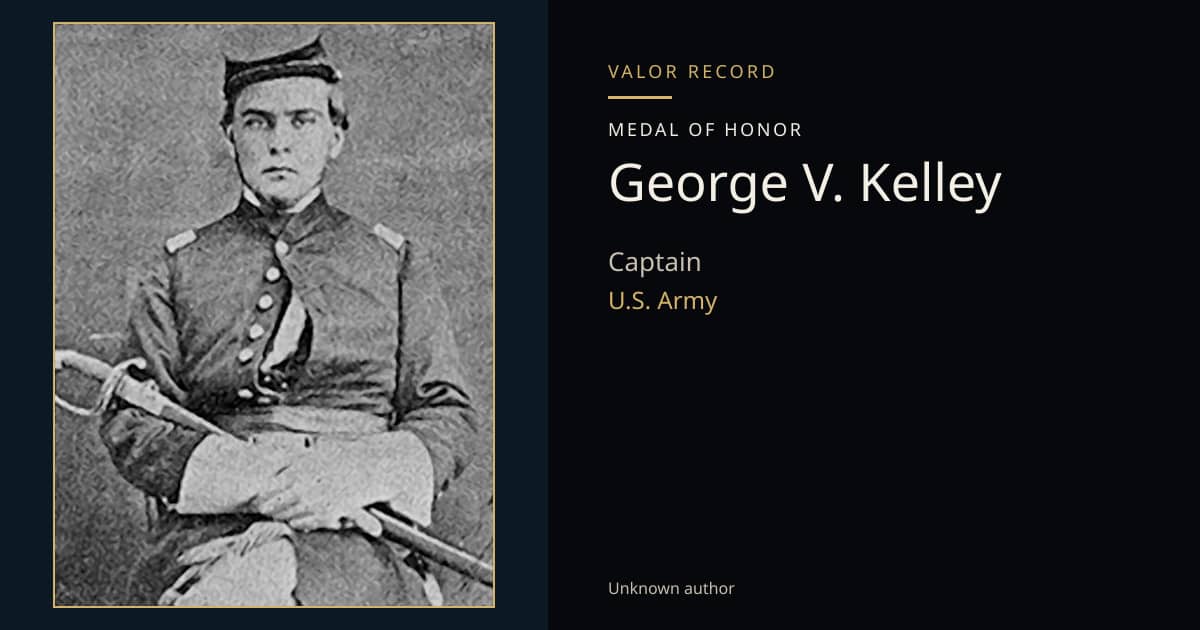 VALOR RECORD
MEDAL OF HONOR
George V. Kelley
Captain
U.S. Army
Unknown author